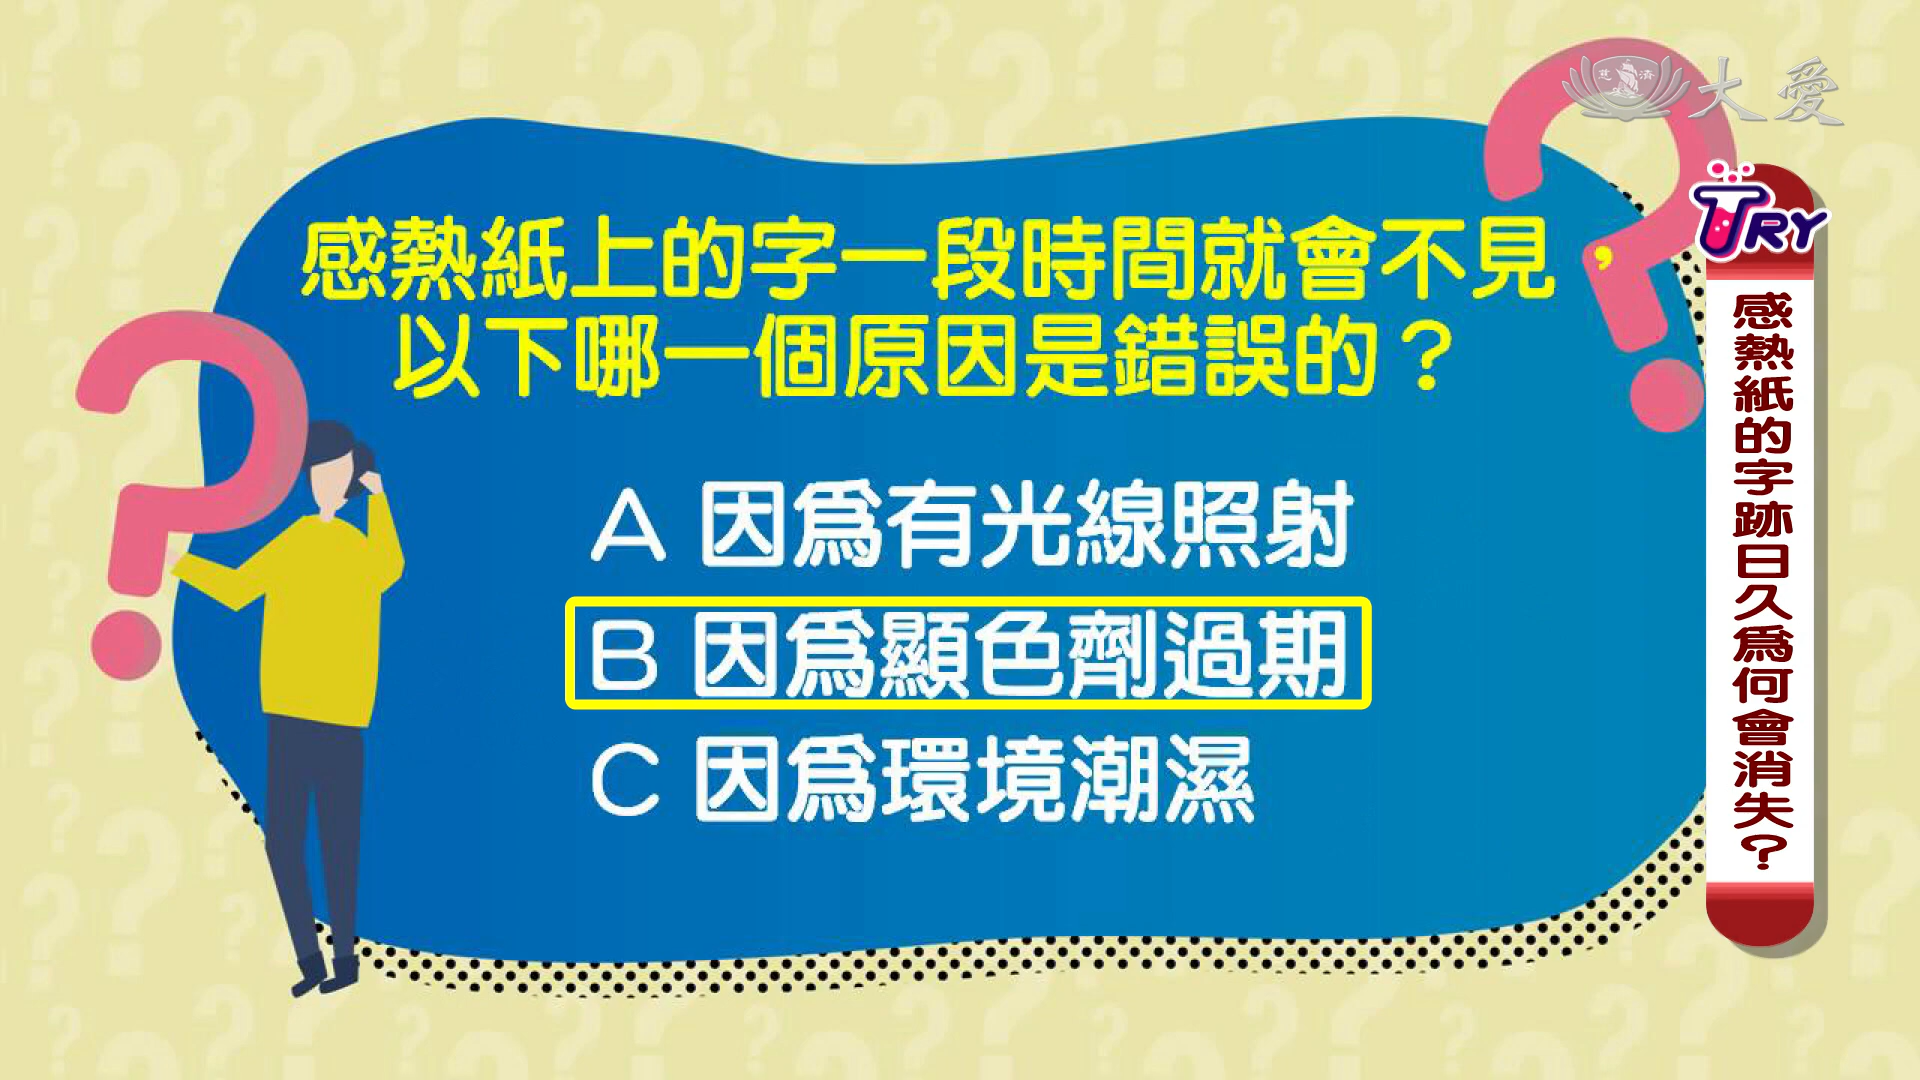 感熱紙上的字一段時間就會不見，
以下哪一個原因是錯誤的？
A 因爲有光線照射
B 因爲顯色劑過期
C 因爲環境潮濕
慈濟
大愛
TRY
感熱紙的字跡日久爲何會消失？